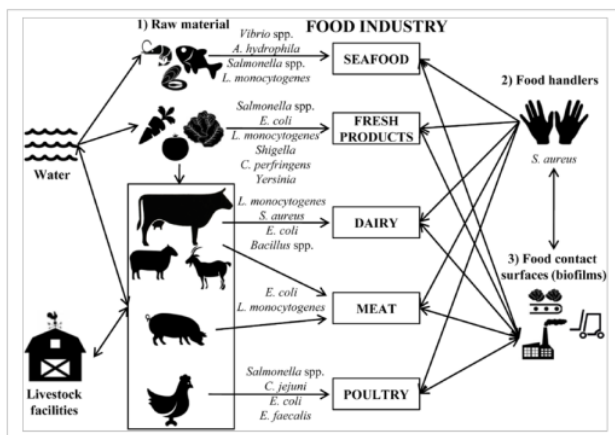 1) Raw material
FOOD INDUSTRY
Vibrio spp.
A. hydrophila
Salmonella spp.
L. monocytogenes
SEAFOOD
2) Food handlers
S. aureus
Salmonella spp.
E. coli
L. monocytogenes
Shigella
C. perfringens
Yersinia
FRESH
PRODUCTS
Water
L. monocytogenes
S. aureus
E. coli
Bacillus spp.
DAIRY
3) Food contact
surfaces (biofilms)
E. coli
L. monocytogenes
MEAT
Livestock
facilities
Salmonella spp.
C. jejuni
E. coli
E. faecalis
POULTRY